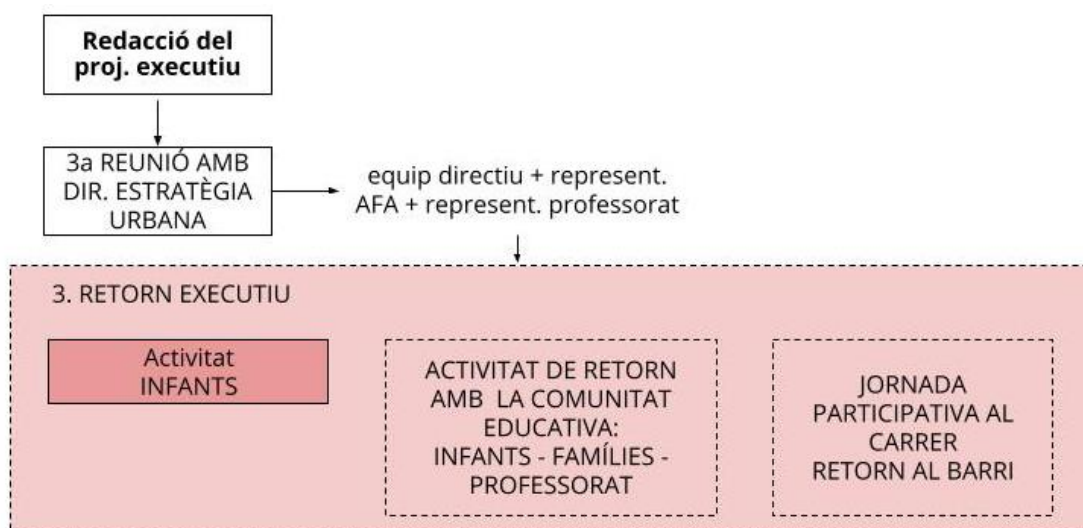 Redacció del
proj. executiu
3a REUNIÓ AMB
DIR. ESTRATÈGIA
URBANA
equip directiu + represent.
AFA + represent. professorat
3. RETORN EXECUTIU
Activitat
INFANTS
ACTIVITAT DE RETORN
AMB LA COMUNITAT
EDUCATIVA:
INFANTS - FAMÍLIES -
PROFESSORAT
JORNADA
PARTICIPATIVA AL
CARRER
RETORN AL BARRI